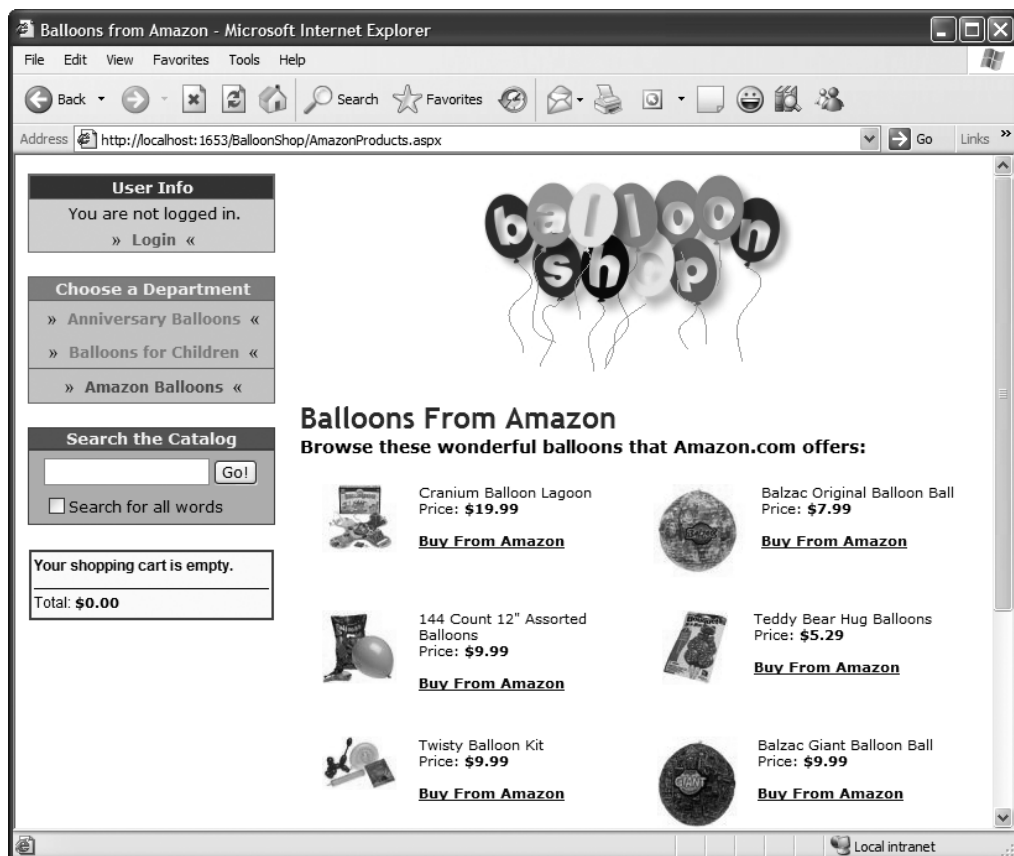 Balloons from Amazon - Microsoft Internet Explorer
File Edit View Favorites Tools Help
Back Search Favorites
Address http://localhost:1653/BalloonShop/AmazonProducts.aspx Go Links »
User Info
You are not logged in.
» Login «
Choose a Department
» Anniversary Balloons «
» Balloons for Children «
» Amazon Balloons «
Search the Catalog
Go!
Search for all words
Your shopping cart is empty.
Total: $0.00
balloon
shop
Balloons From Amazon
Browse these wonderful balloons that Amazon.com offers:
Cranium Balloon Lagoon
Price: $19.99
Buy From Amazon
Balzac Original Balloon Ball
Price: $7.99
Buy From Amazon
144 Count 12" Assorted
Balloons
Price: $9.99
Buy From Amazon
Teddy Bear Hug Balloons
Price: $5.29
Buy From Amazon
Twisty Balloon Kit
Price: $9.99
Buy From Amazon
GIANT
Balzac Giant Balloon Ball
Price: $9.99
Buy From Amazon
Local intranet